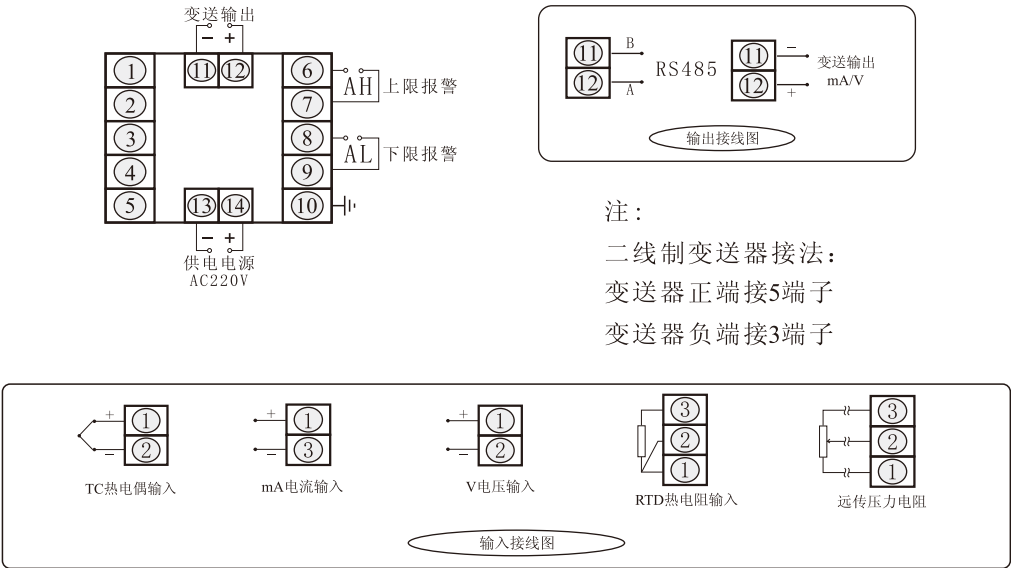 变送输出
− +
1 11 12 6
AH 上限报警
2 7
3 8
AL 下限报警
4 9
5 13 14 10
− +
供电电源
AC220V
11 B
RS485
12 A
11 −
变送输出
mA/V
12 +
输出接线图
注:
二线制变送器接法：
变送器正端接5端子
变送器负端接3端子
+ 1
− 2
TC热电偶输入
+ 1
− 3
mA电流输入
+ 1
− 2
V电压输入
3
2
1
RTD热电阻输入
3
2
1
远传压力电阻
输入接线图